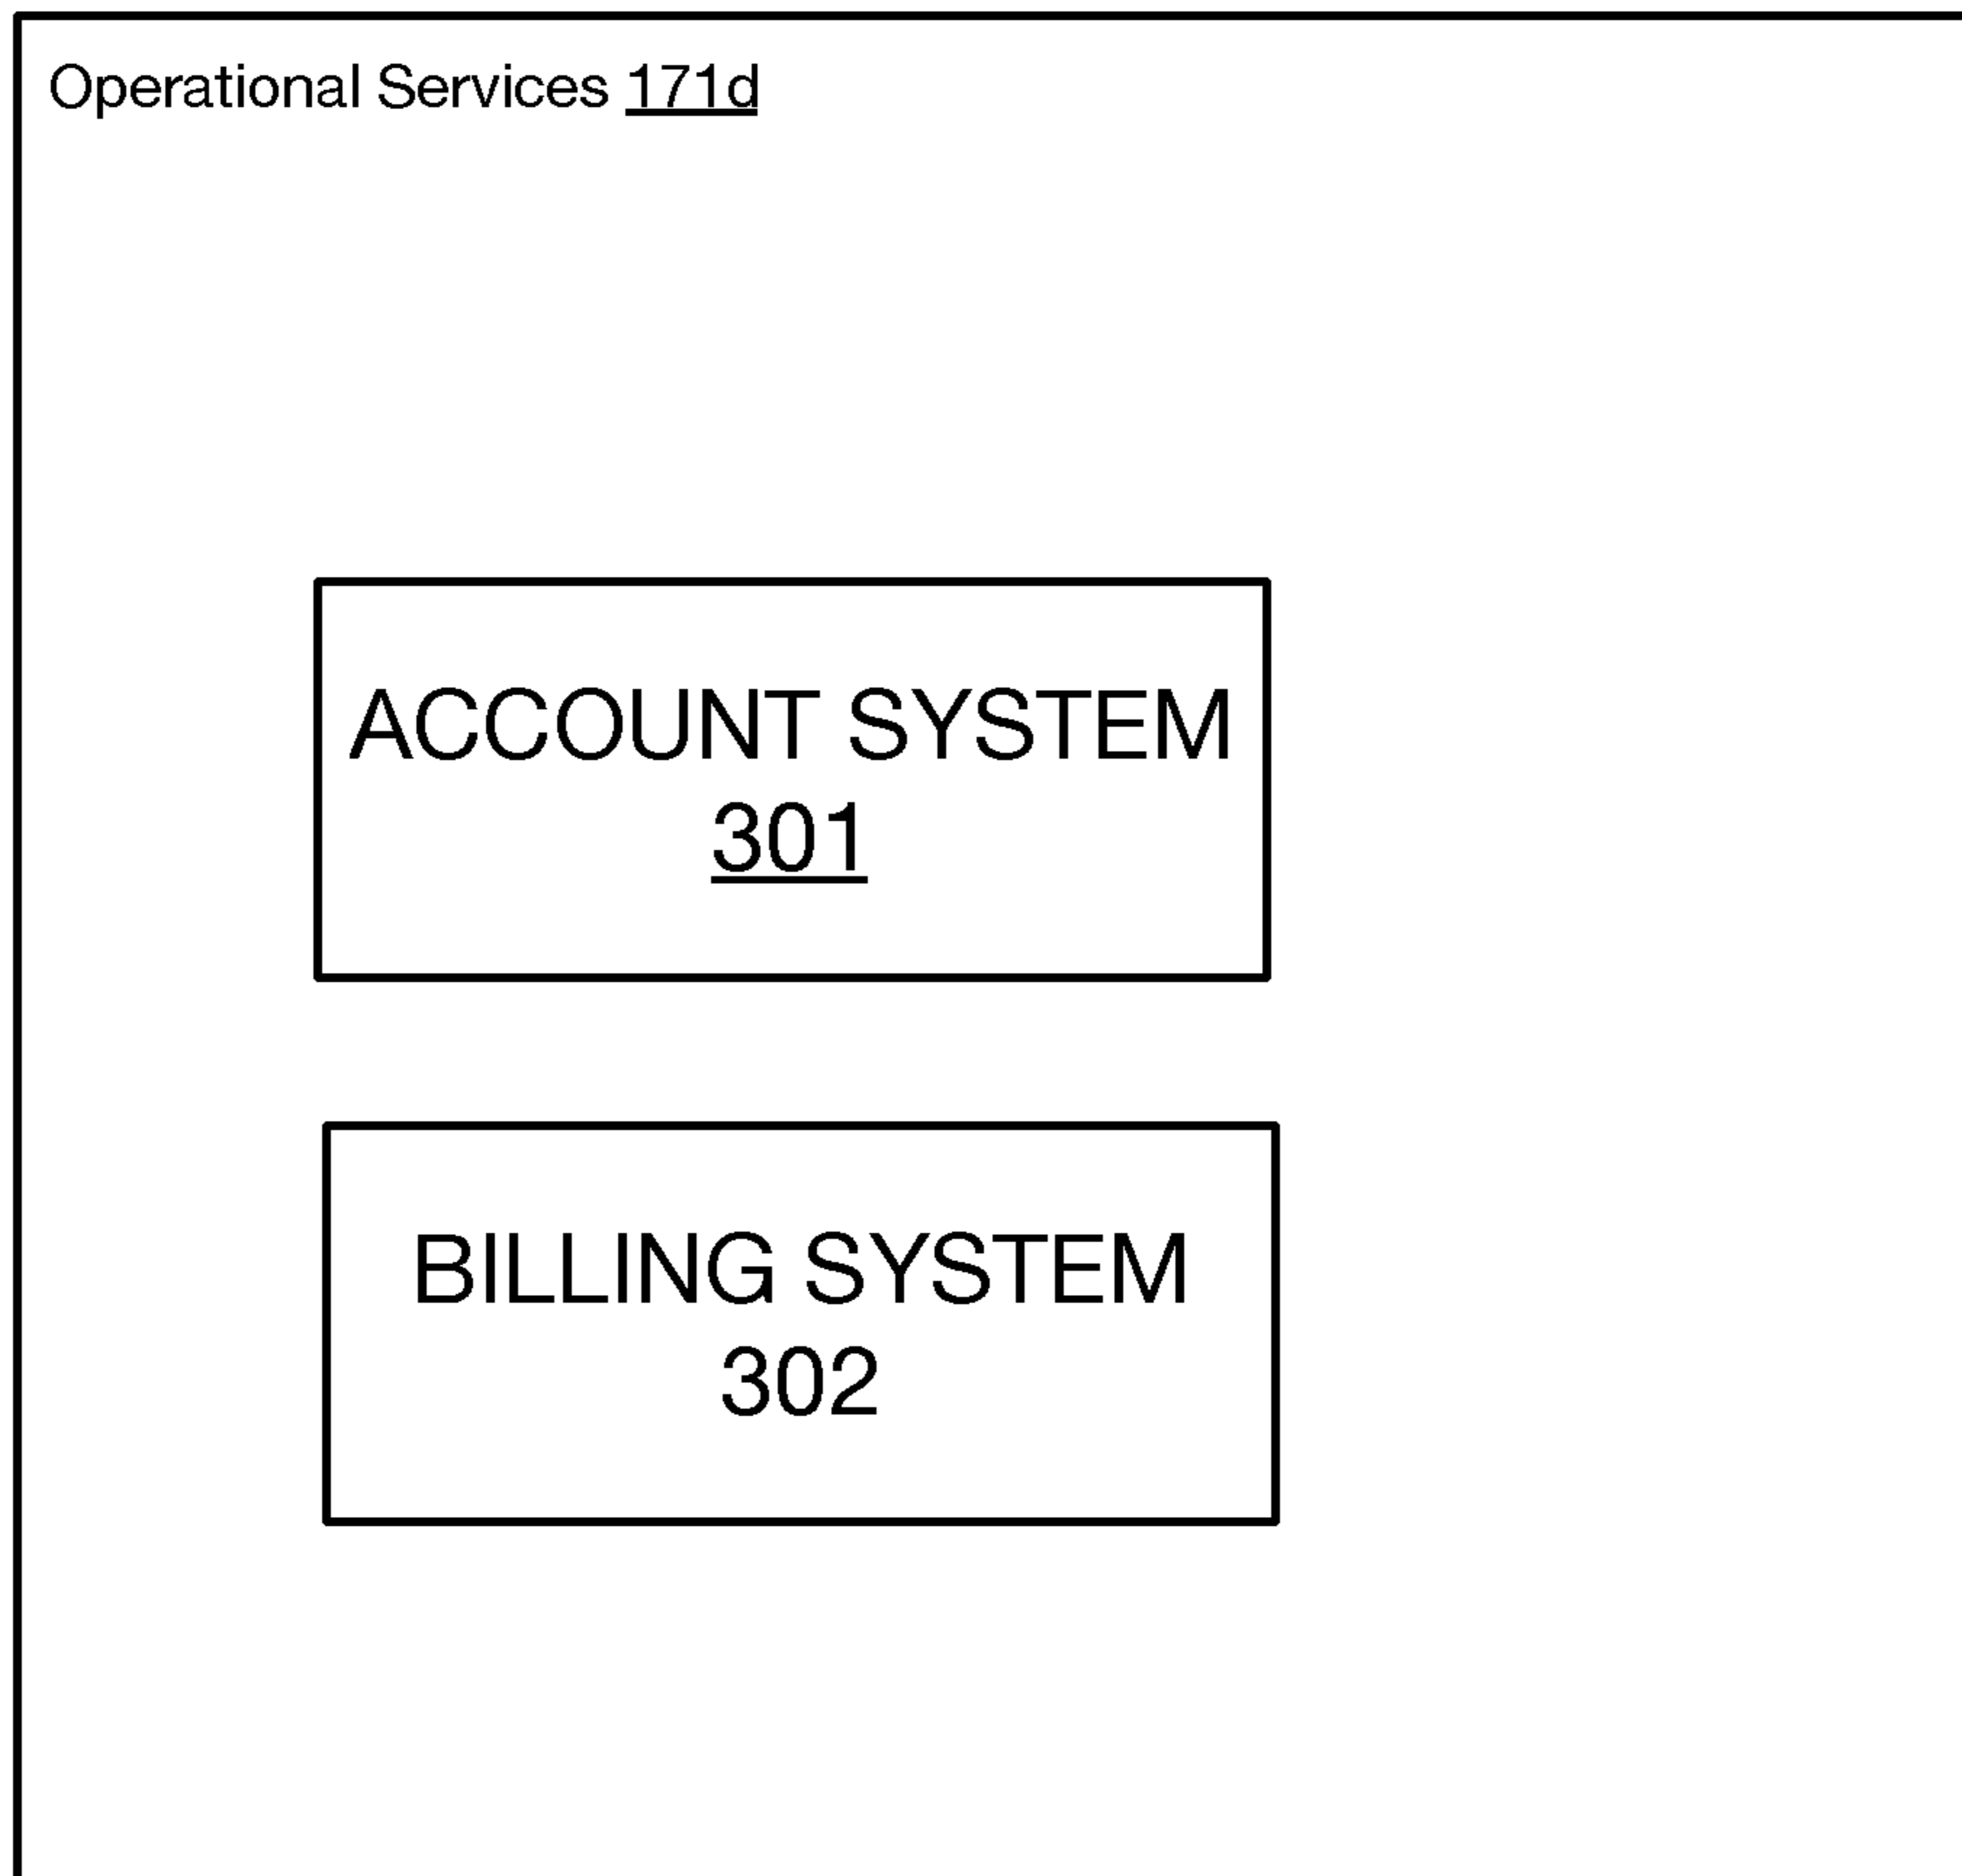 Operational Services 171d
ACCOUNT SYSTEM
301
BILLING SYSTEM
302